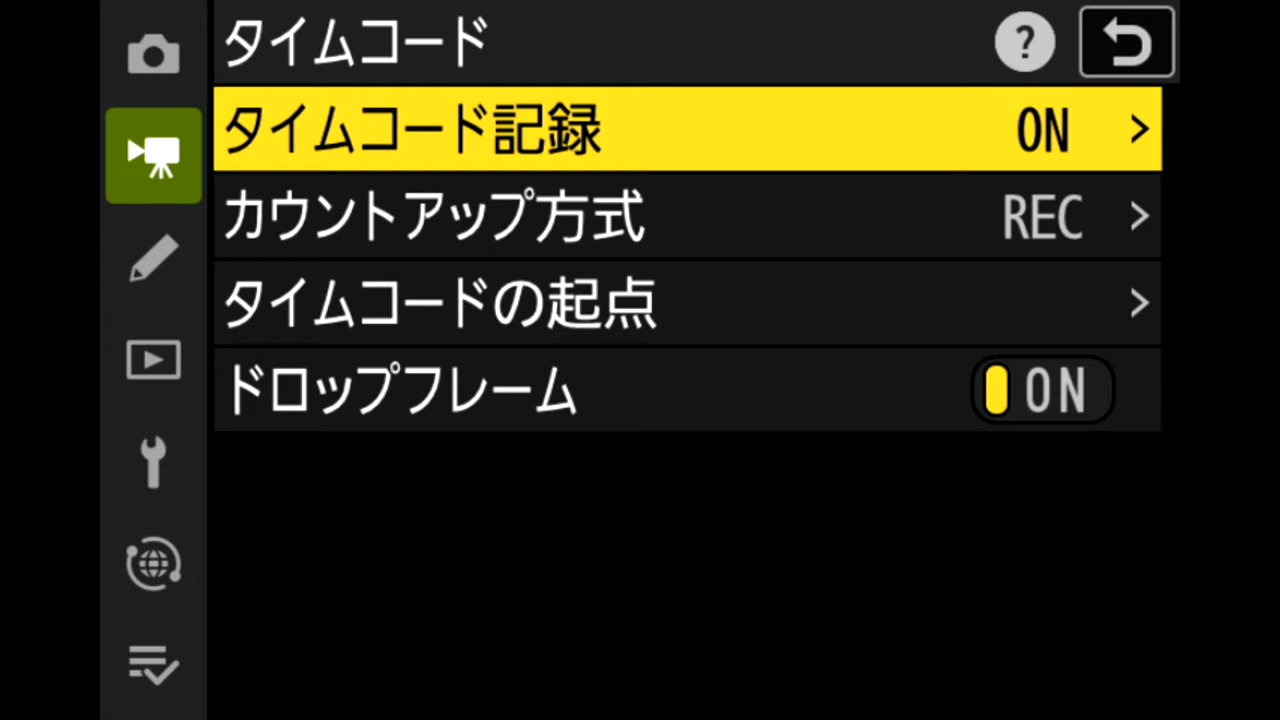 タイムコード ?
タイムコード記録 ON >
カウントアップ方式 REC >
タイムコードの起点 >
ドロップフレーム ON